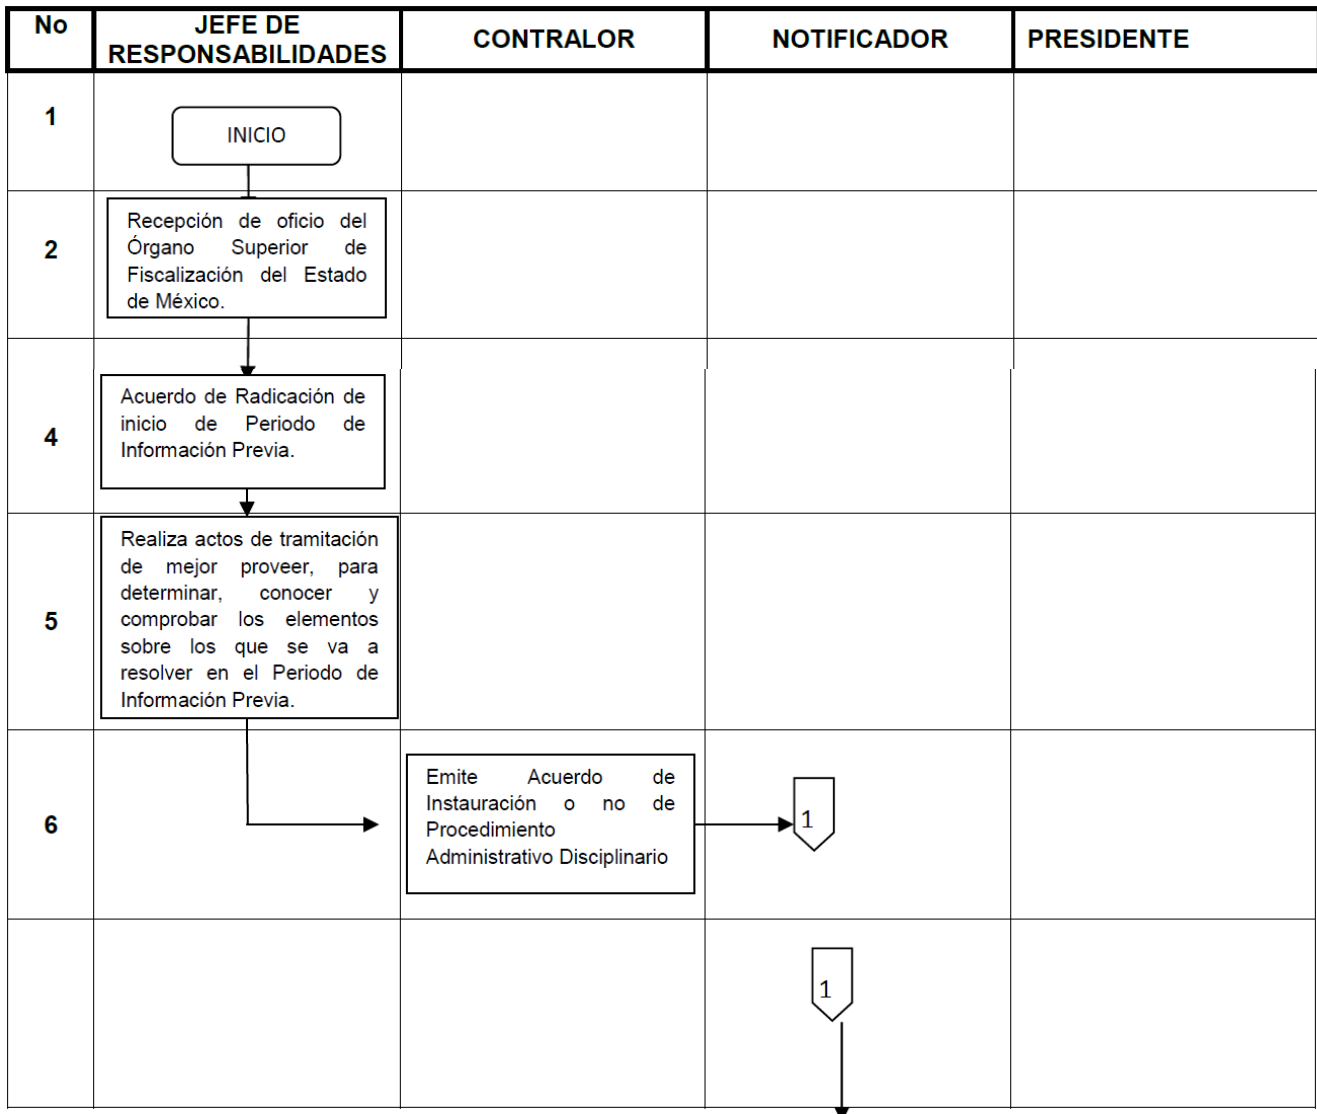 No
JEFE DE
RESPONSABILIDADES
CONTRALOR
NOTIFICADOR
PRESIDENTE
1
INICIO
2
Recepción de oficio del
Órgano Superior de
Fiscalización del Estado
de México.
4
Acuerdo de Radicación de
inicio de Periodo de
Información Previa.
5
Realiza actos de tramitación
de mejor proveer, para
determinar, conocer y
comprobar los elementos
sobre los que se va a
resolver en el Periodo de
Información Previa.
6
Emite Acuerdo de
Instauración o no de
Procedimiento
Administrativo Disciplinario
1
1